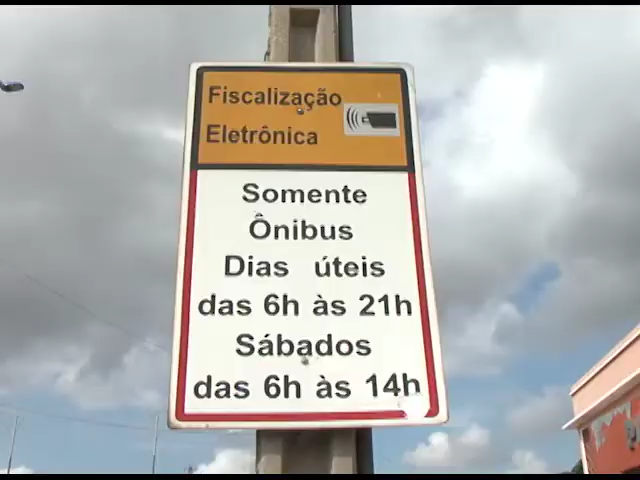 Fiscalização
Eletrônica
Somente
Ônibus
Dias úteis
das 6h às 21h
Sábados
das 6h às 14h